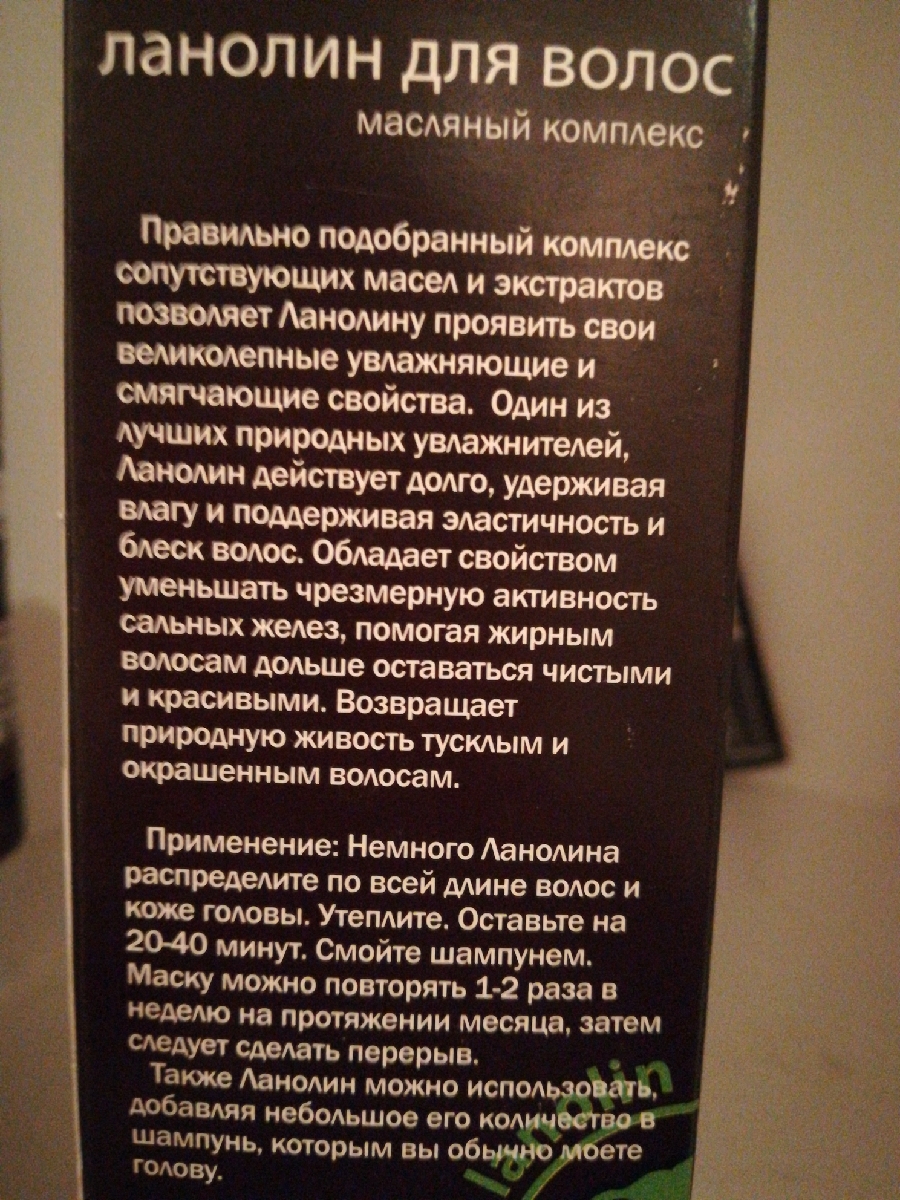 ланолин для волос
масляный комплекс
Правильно подобранный комплекс
сопутствующих масел и экстрактов
позволяет Ланолину проявить свои
великолепные увлажняющие и
смягчающие свойства. Один из
лучших природных увлажнителей,
Ланолин действует долго, удерживая
влагу и поддерживая эластичность и
блеск волос. Обладает свойством
уменьшать чрезмерную активность
сальных желез, помогая жирным
волосам дольше оставаться чистыми
и красивыми. Возвращает
природную живость тусклым и
окрашенным волосам.
Применение: Немного Ланолина
распределите по всей длине волос и
коже головы. Утеплите. Оставьте на
20-40 минут. Смойте шампунем.
Маску можно повторять 1-2 раза в
неделю на протяжении месяца, затем
следует сделать перерыв.
Также Ланолин можно использовать,
добавляя небольшое его количество в
шампунь, которым вы обычно моете
голову.
lanolin